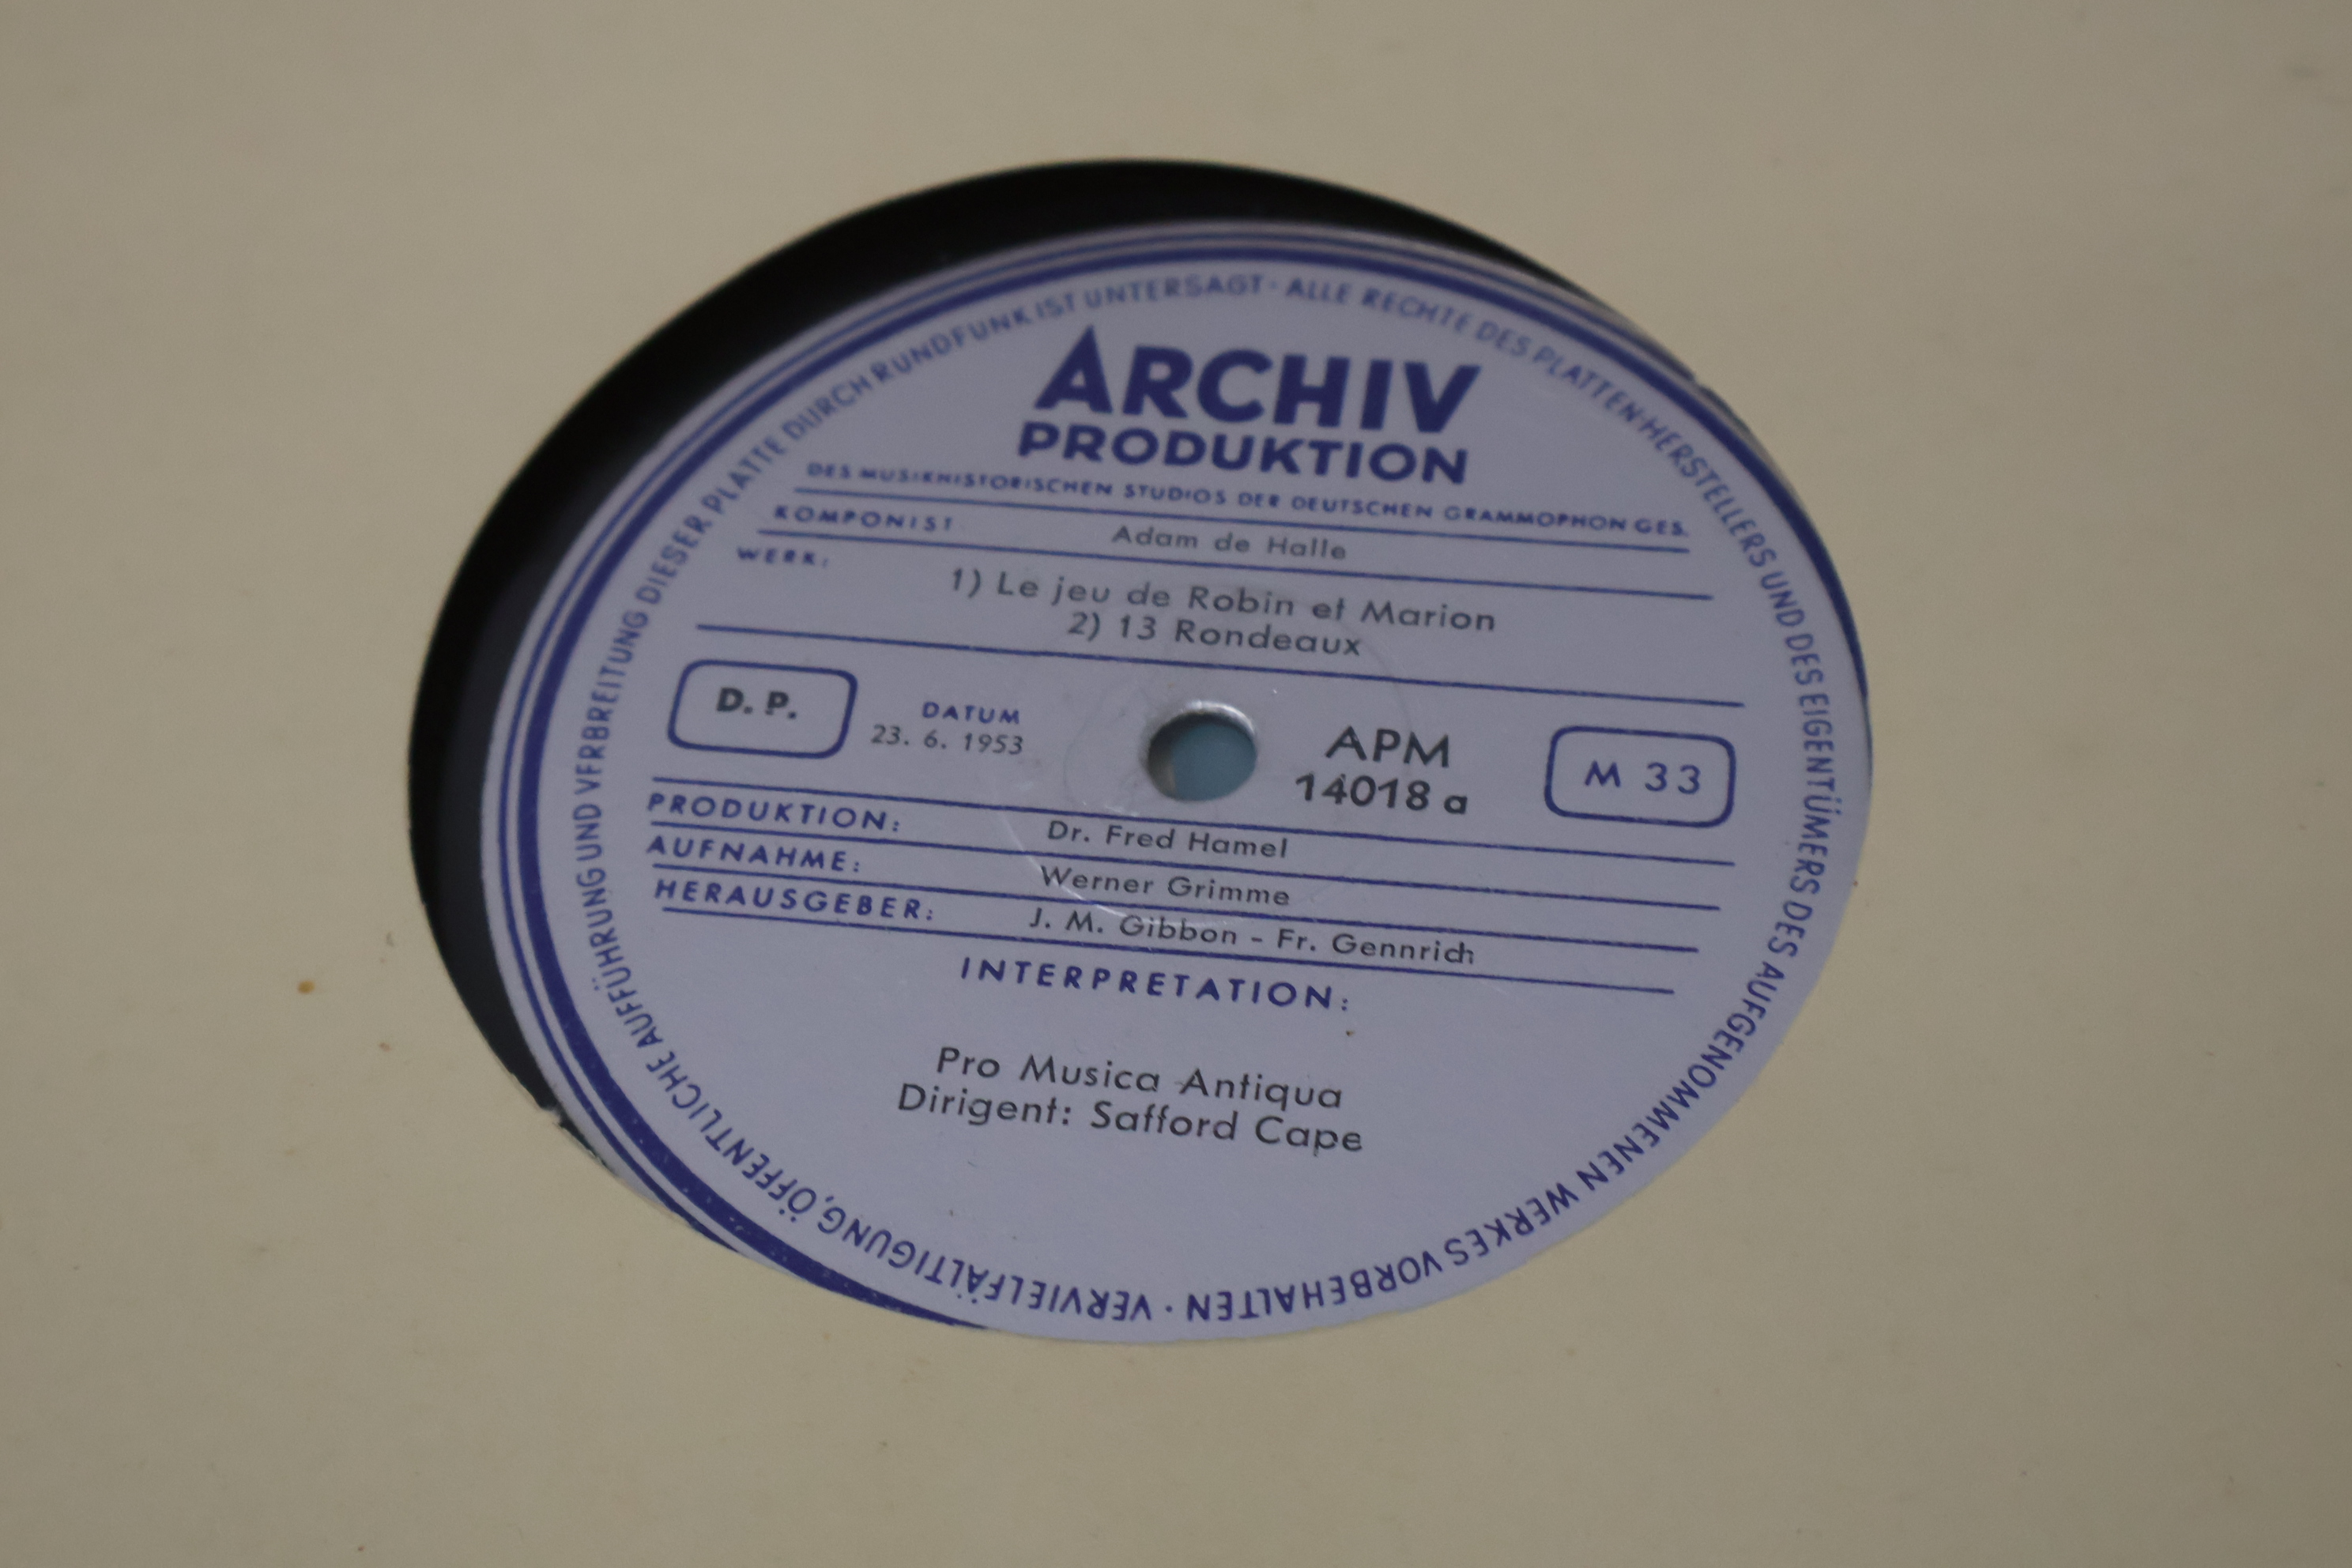 ARCHIV
PRODUKTION
DES MUSIKHISTORISCHEN STUDIOS DER DEUTSCHEN GRAMMOPHON GES.
KOMPONIST Adam de Halle
WERK:
1) Le jeu de Robin et Marion
2) 13 Rondeaux
D. P.
DATUM
23. 6. 1953
APM
14018 a
M 33
PRODUKTION: Dr. Fred Hamel
AUFNAHME: Werner Grimme
HERAUSGEBER: J. M. Gibbon - Fr. Gennrich
INTERPRETATION:
Pro Musica Antiqua
Dirigent: Safford Cape
ALLE RECHTE DES PLATTEN-HERSTELLERS UND DES EIGENTÜMERS DES AUFGENOMMENEN WERKES VORBEHALTEN · VERVIELFÄLTIGUNG, ÖFFENTLICHE AUFFÜHRUNG UND VERBREITUNG DIESER PLATTE DURCH RUNDFUNK IST UNTERSAGT ·